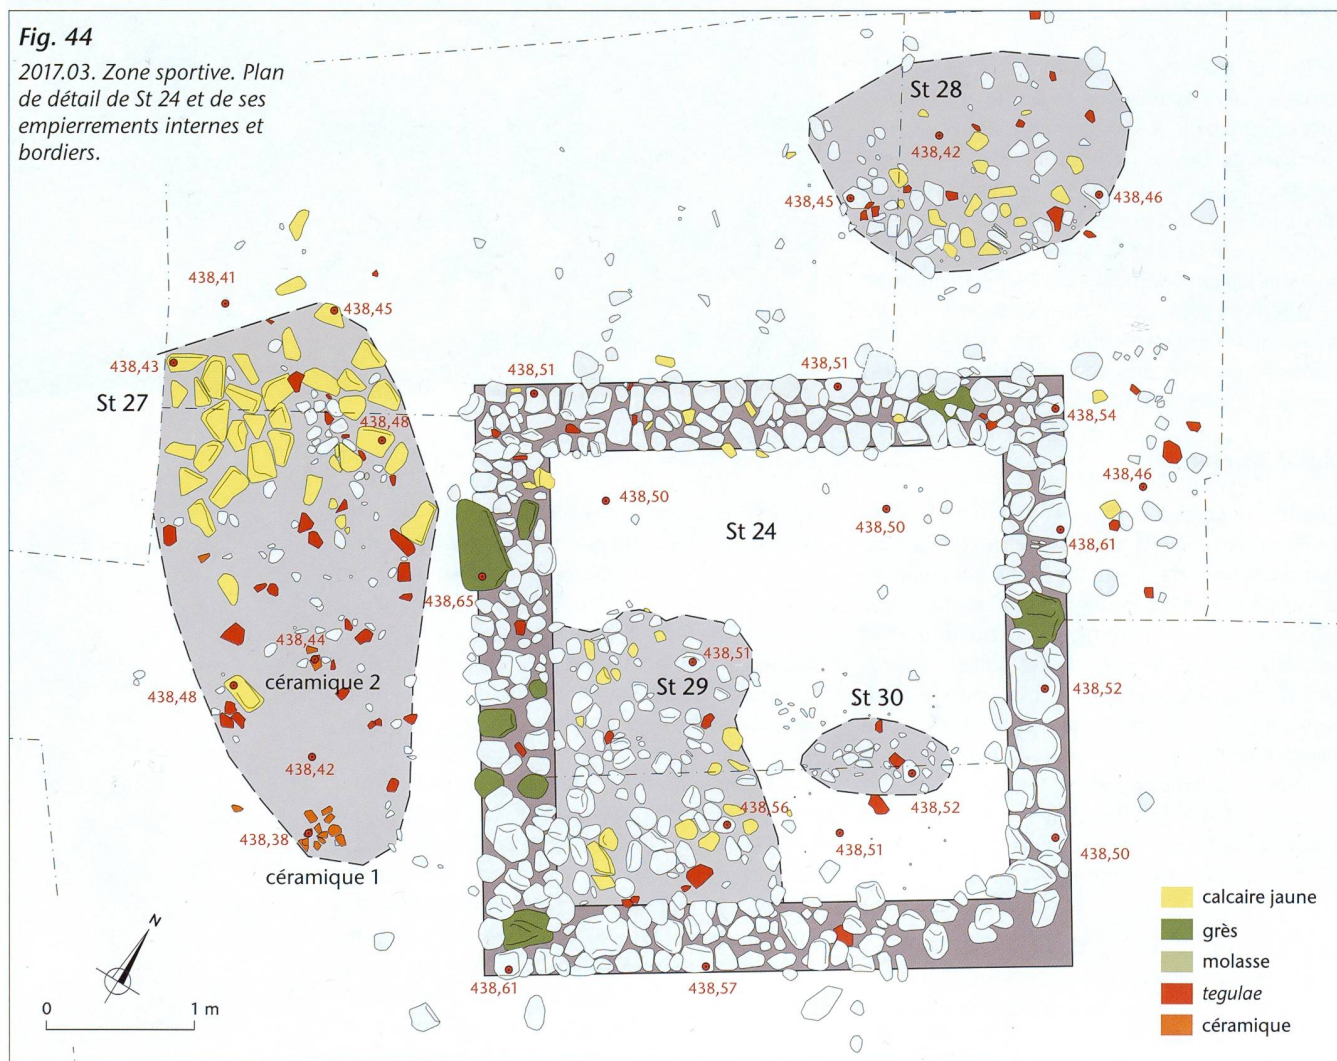 Fig. 44
2017.03. Zone sportive. Plan
de détail de St 24 et de ses
empierrements internes et
bordiers.
St 28
438,42
438,45
438,46
438,41
438,45
438,43
438,51
438,51
St 27
438,54
438,48
438,46
438,50
438,50
St 24
438,61
438,65
438,44
438,51
céramique 2
St 29
St 30
438,52
438,48
438,42
438,56
438,52
438,38
438,51
438,50
céramique 1
calcaire jaune
grès
molasse
tegulae
céramique
438,61
438,57
N
0 1 m